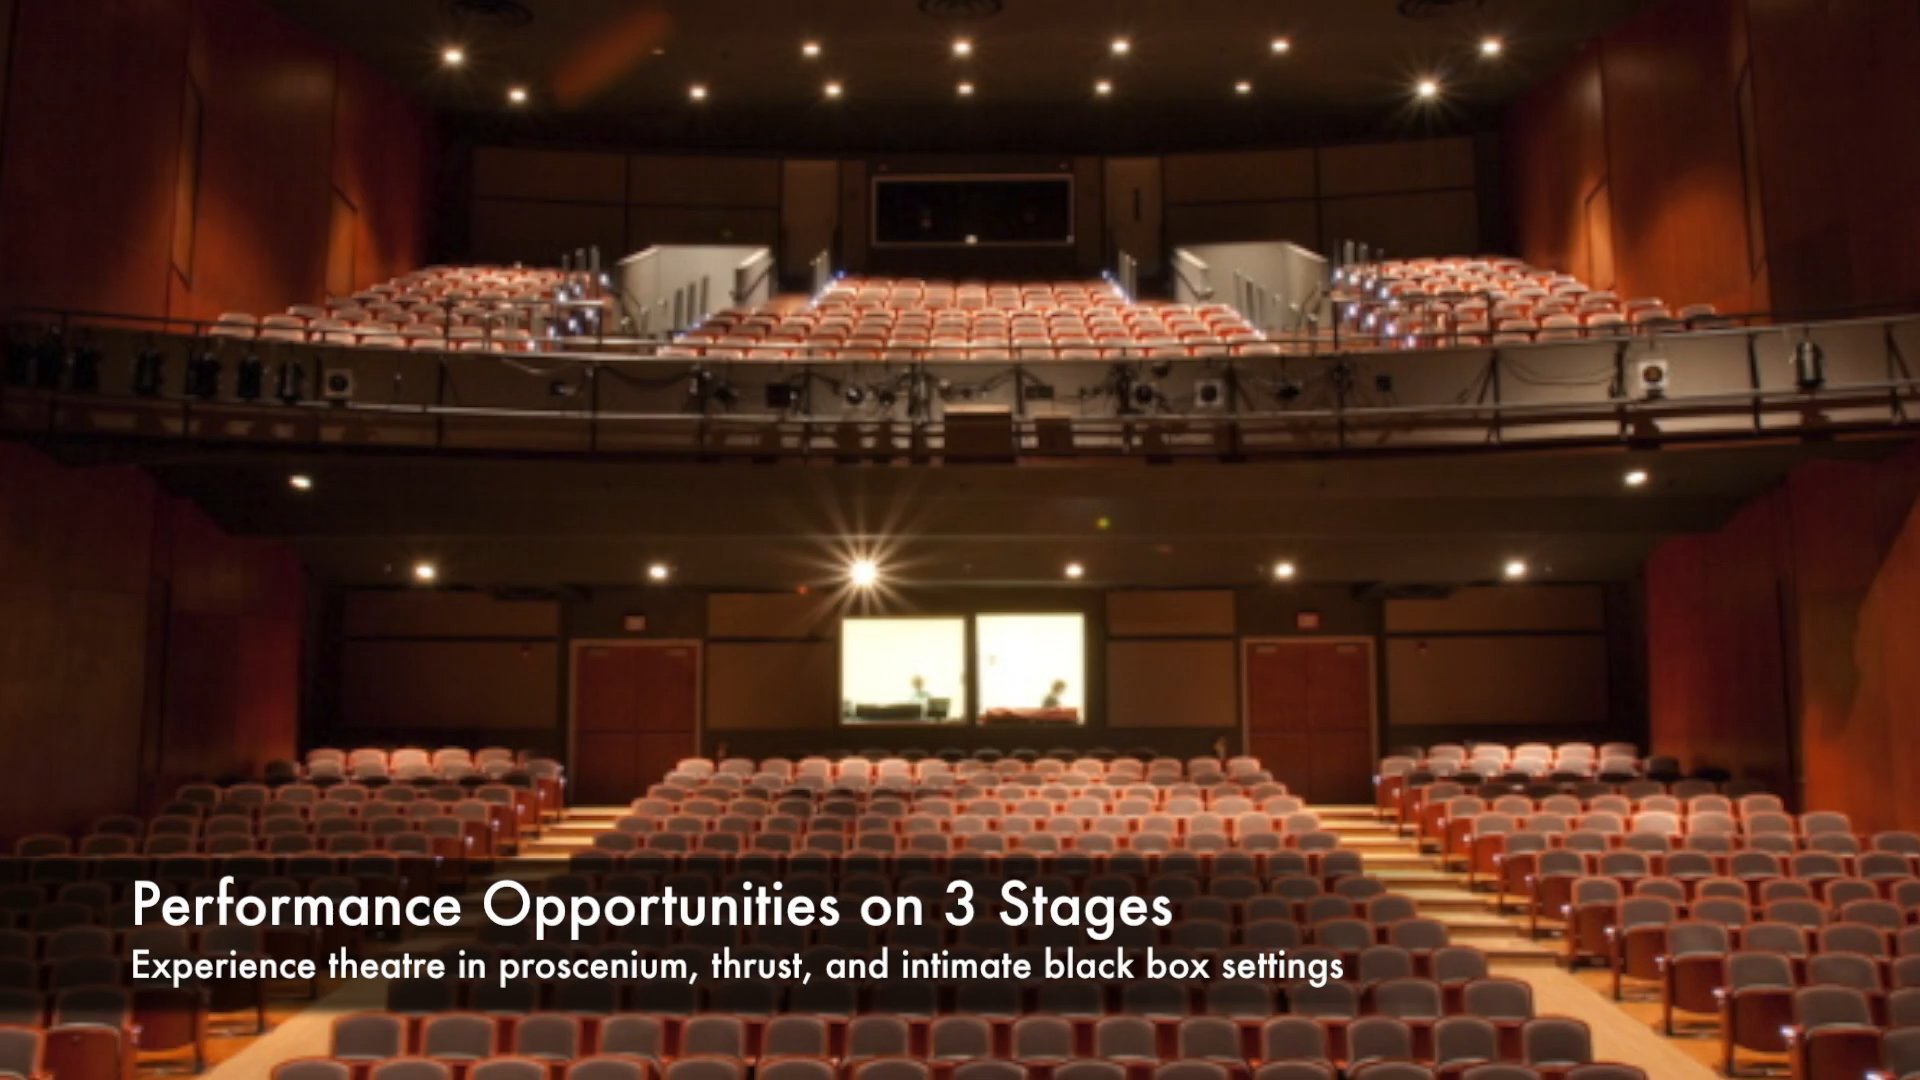 Performance Opportunities on 3 Stages
Experience theatre in proscenium, thrust, and intimate black box settings